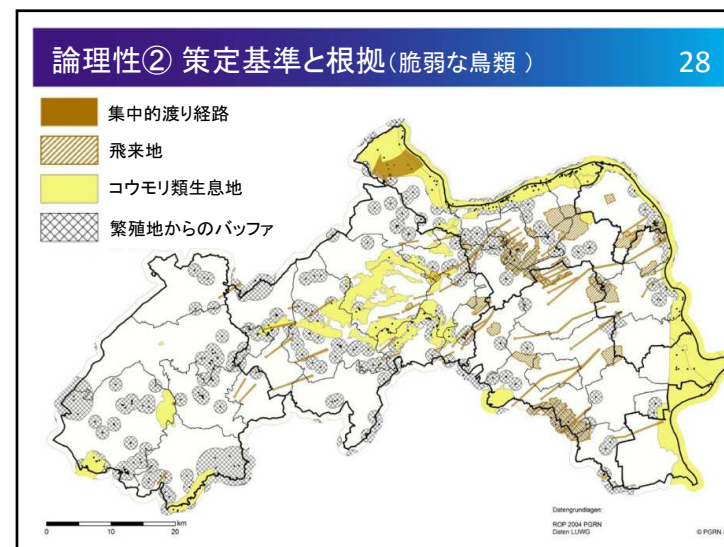 論理性② 策定基準と根拠(脆弱な鳥類 )
28
集中的渡り経路
飛来地
コウモリ類生息地
繁殖地からのバッファ
km
0 10 20
Datengrundlagen:
ROP 2004 PGRN
Daten LUWG
© PGRN